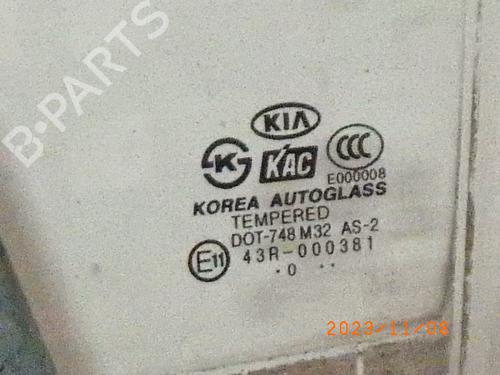 B-PARTS
KIA
K KAC CCC
E000008
KOREA AUTOGLASS
TEMPERED
DOT-748 M32 AS-2
E11 43R-000381
. 0 ..
2023/11/08